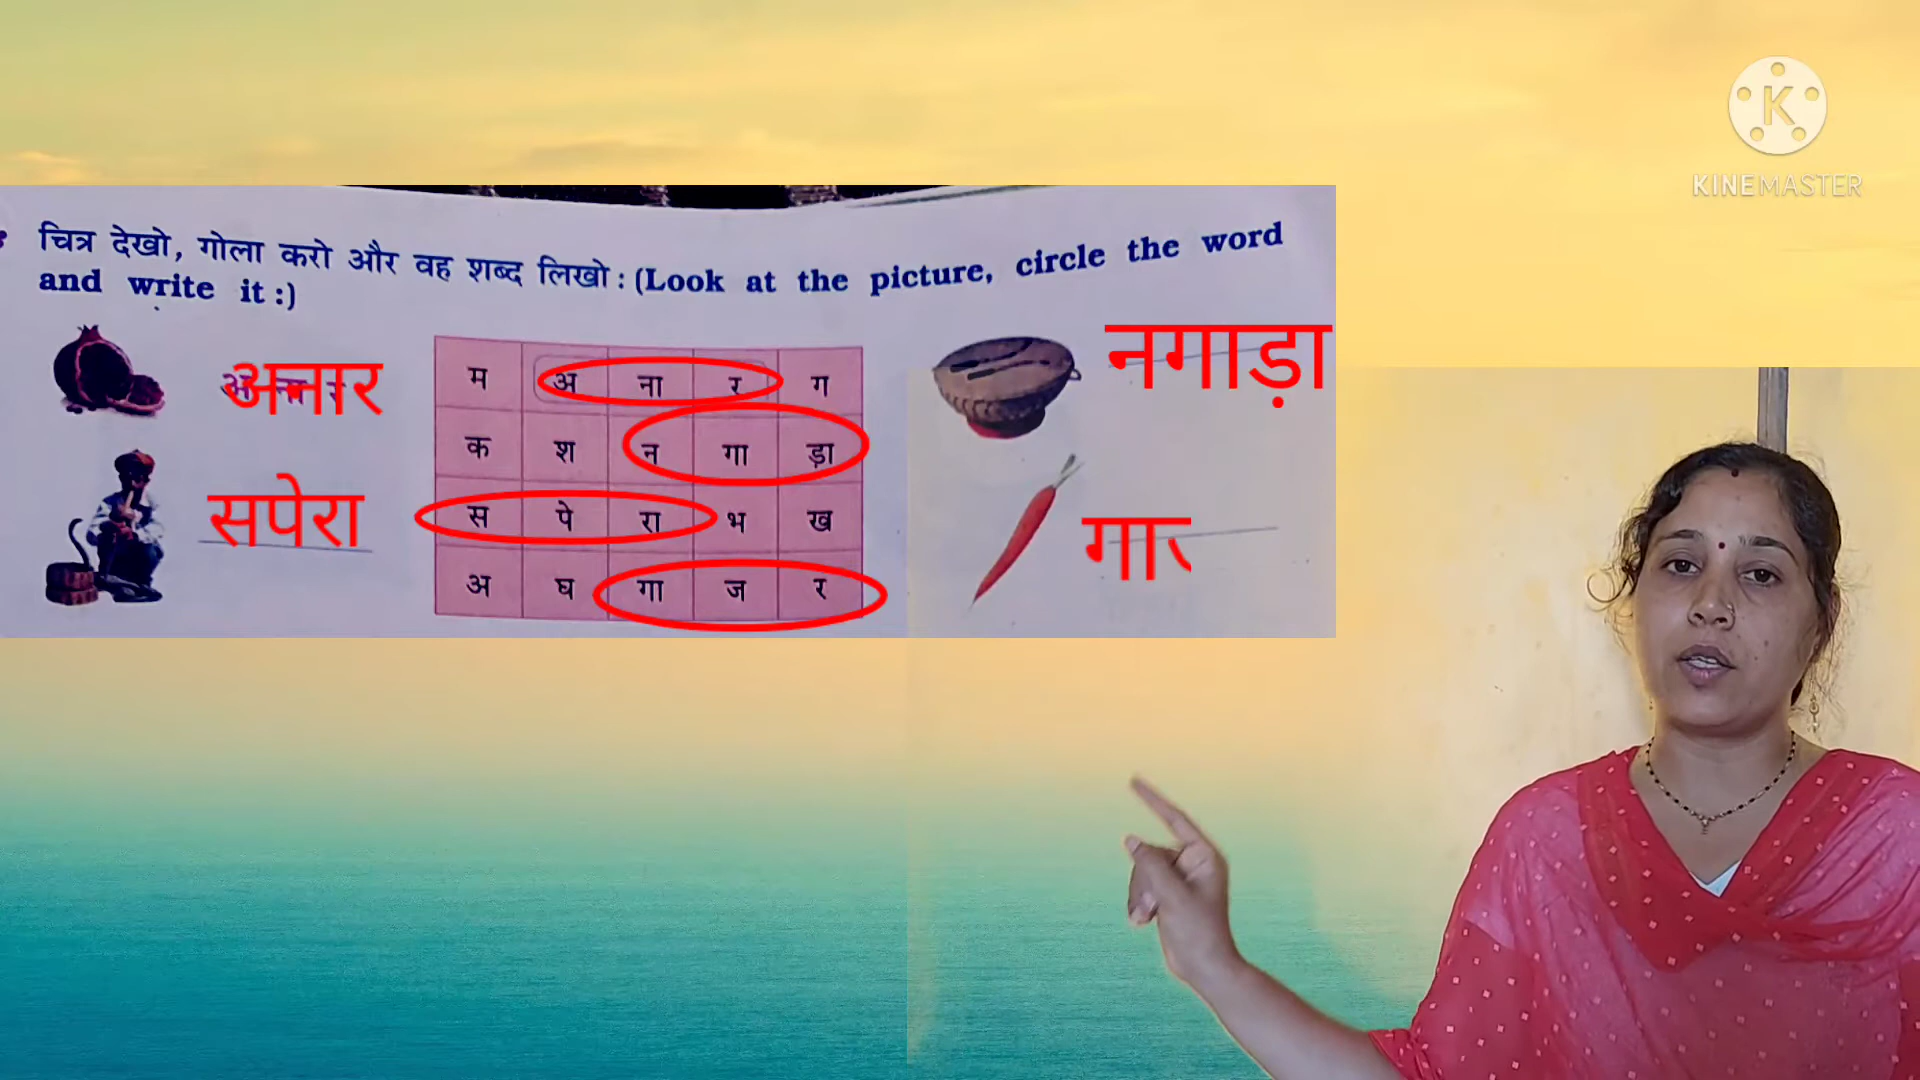 KINEMASTER
चित्र देखो, गोला करो और वह शब्द लिखो : (Look at the picture, circle the word
and write it :)
अनार
सपेरा
म अ ना र ग
क श न गा ड़ा
स पे रा भ ख
अ घ गा ज र
नगाड़ा
गा